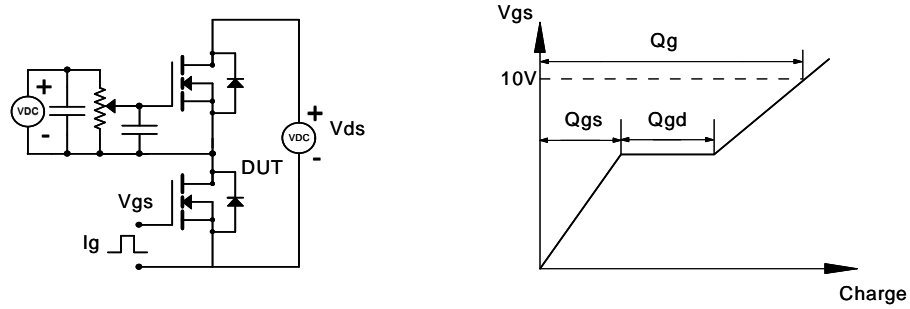 VDC
+
-
Vgs
Ig
DUT
+
VDC
-
Vds
Vgs
Qg
10V
Qgs
Qgd
Charge